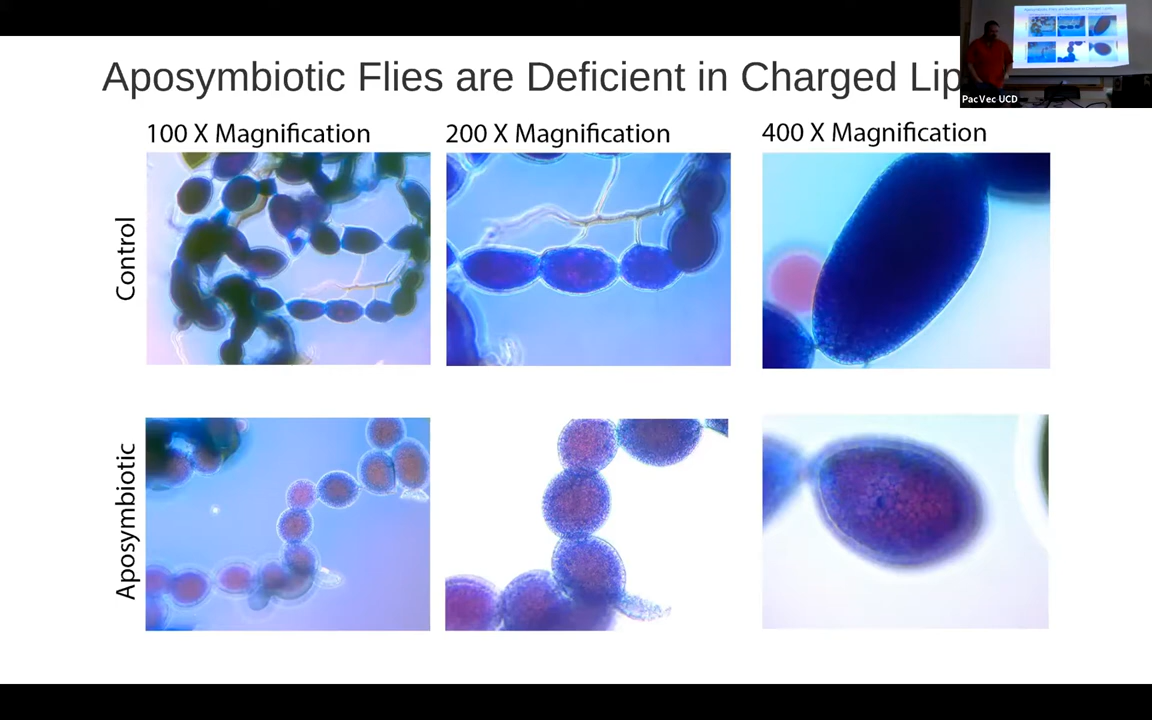 Aposymbiotic Flies are Deficient in Charged Lip
PacVec UCD
100 X Magnification
200 X Magnification
400 X Magnification
Control
Aposymbiotic